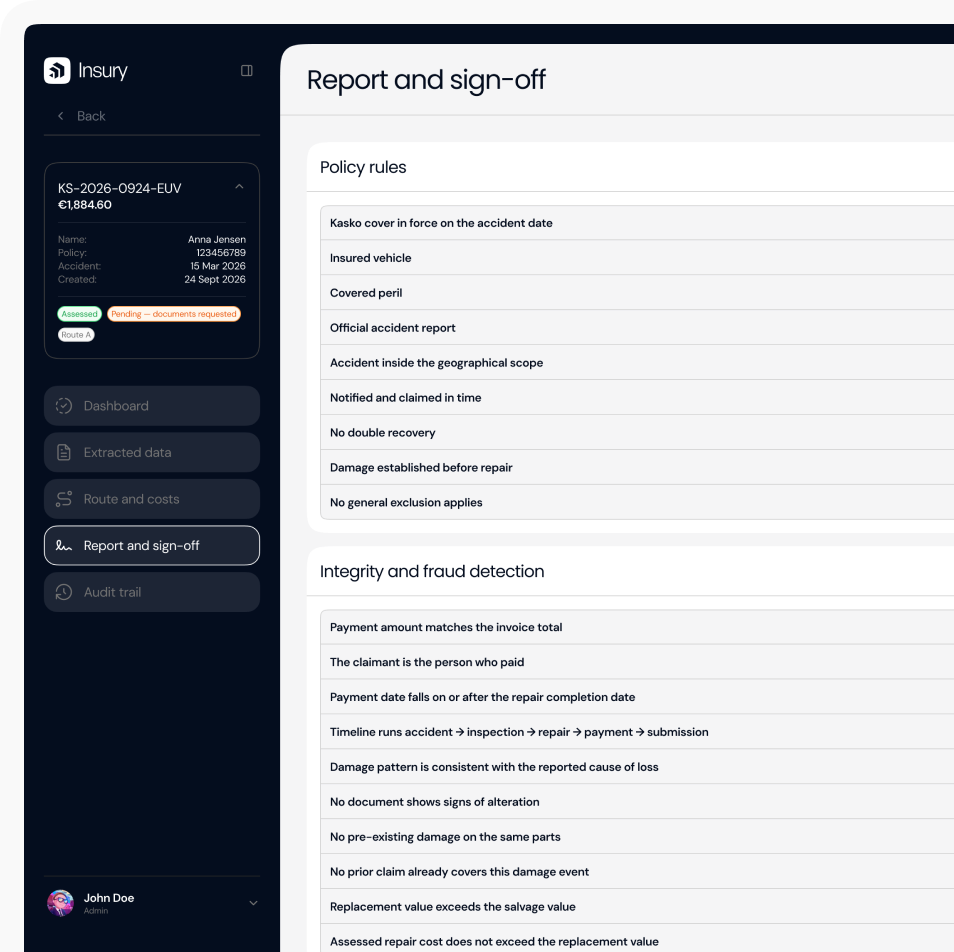 Insury
Back
KS-2026-0924-EUV
€1,884.60
Name: Anna Jensen
Policy: 123456789
Accident: 15 Mar 2026
Created: 24 Sept 2026
Assessed Pending — documents requested
Route A
Dashboard
Extracted data
Route and costs
Report and sign-off
Audit trail
John Doe
Admin
Report and sign-off
Policy rules
Kasko cover in force on the accident date
Insured vehicle
Covered peril
Official accident report
Accident inside the geographical scope
Notified and claimed in time
No double recovery
Damage established before repair
No general exclusion applies
Integrity and fraud detection
Payment amount matches the invoice total
The claimant is the person who paid
Payment date falls on or after the repair completion date
Timeline runs accident → inspection → repair → payment → submission
Damage pattern is consistent with the reported cause of loss
No document shows signs of alteration
No pre-existing damage on the same parts
No prior claim already covers this damage event
Replacement value exceeds the salvage value
Assessed repair cost does not exceed the replacement value